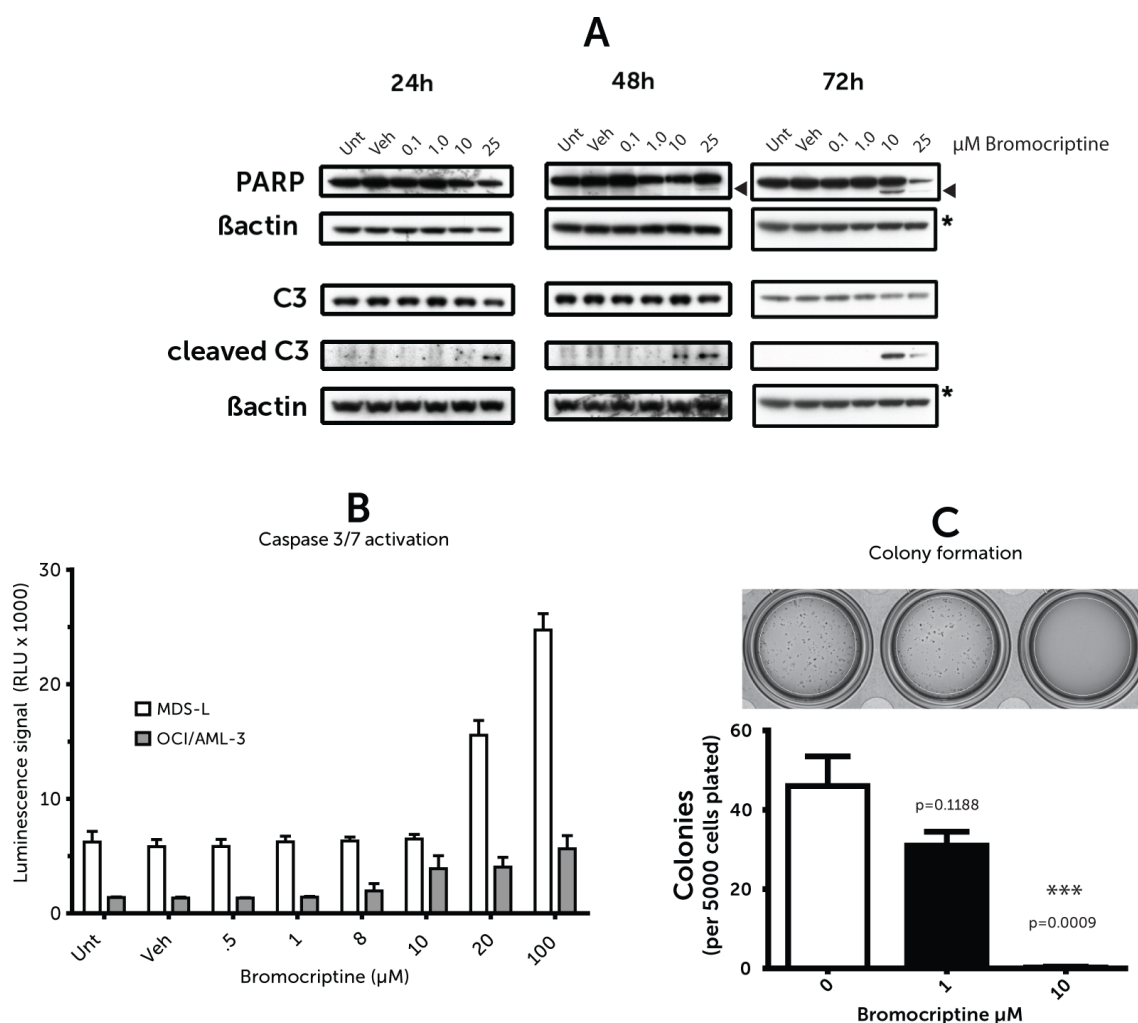 A
24h 48h 72h
Unt Veh 0.1 1.0 10 25 Unt Veh 0.1 1.0 10 25 Unt Veh 0.1 1.0 10 25 µM Bromocriptine
PARP
ßactin *
C3
cleaved C3
ßactin *
B
Caspase 3/7 activation
Luminescence signal (RLU x 1000)
30
20
10
0
MDS-L
OCI/AML-3
Unt Veh .5 1 8 10 20 100
Bromocriptine (µM)
C
Colony formation
Colonies
(per 5000 cells plated)
60
40
20
0
p=0.1188
***
p=0.0009
0 1 10
Bromocriptine µM